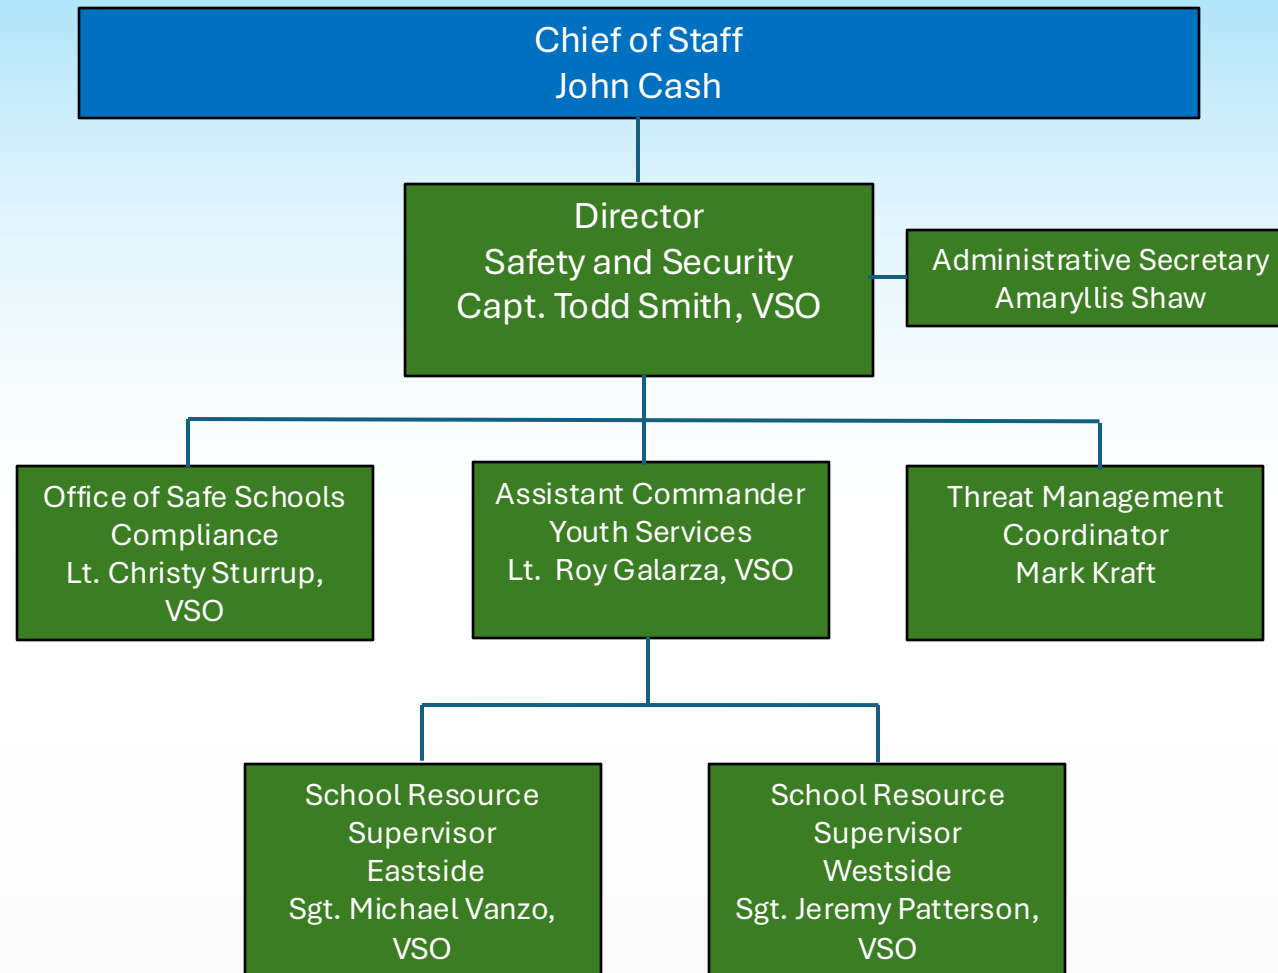 Chief of Staff
John Cash
Director
Safety and Security
Capt. Todd Smith, VSO
Administrative Secretary
Amaryllis Shaw
Office of Safe Schools
Compliance
Lt. Christy Sturrup,
VSO
Assistant Commander
Youth Services
Lt. Roy Galarza, VSO
Threat Management
Coordinator
Mark Kraft
School Resource
Supervisor
Eastside
Sgt. Michael Vanzo,
VSO
School Resource
Supervisor
Westside
Sgt. Jeremy Patterson,
VSO